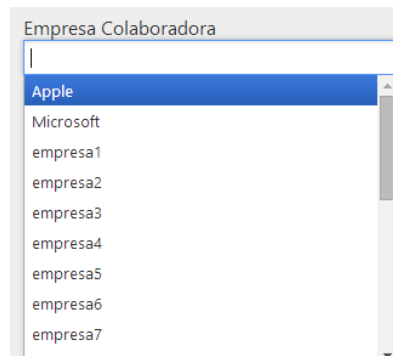 Empresa Colaboradora
Apple
Microsoft
empresa1
empresa2
empresa3
empresa4
empresa5
empresa6
empresa7